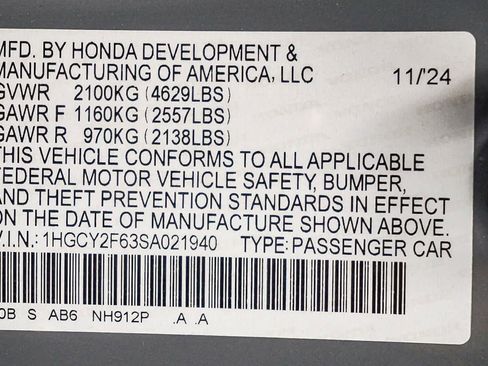 MFD. BY HONDA DEVELOPMENT &
MANUFACTURING OF AMERICA, LLC 11/24
GVWR 2100KG (4629LBS)
GAWR F 1160KG (2557LBS)
GAWR R 970KG (2138LBS)
THIS VEHICLE CONFORMS TO ALL APPLICABLE
FEDERAL MOTOR VEHICLE SAFETY, BUMPER,
AND THEFT PREVENTION STANDARDS IN EFFECT
ON THE DATE OF MANUFACTURE SHOWN ABOVE.
V.I.N.: 1HGCY2F63SA021940 TYPE: PASSENGER CAR
0B S AB6 NH912P .A .A